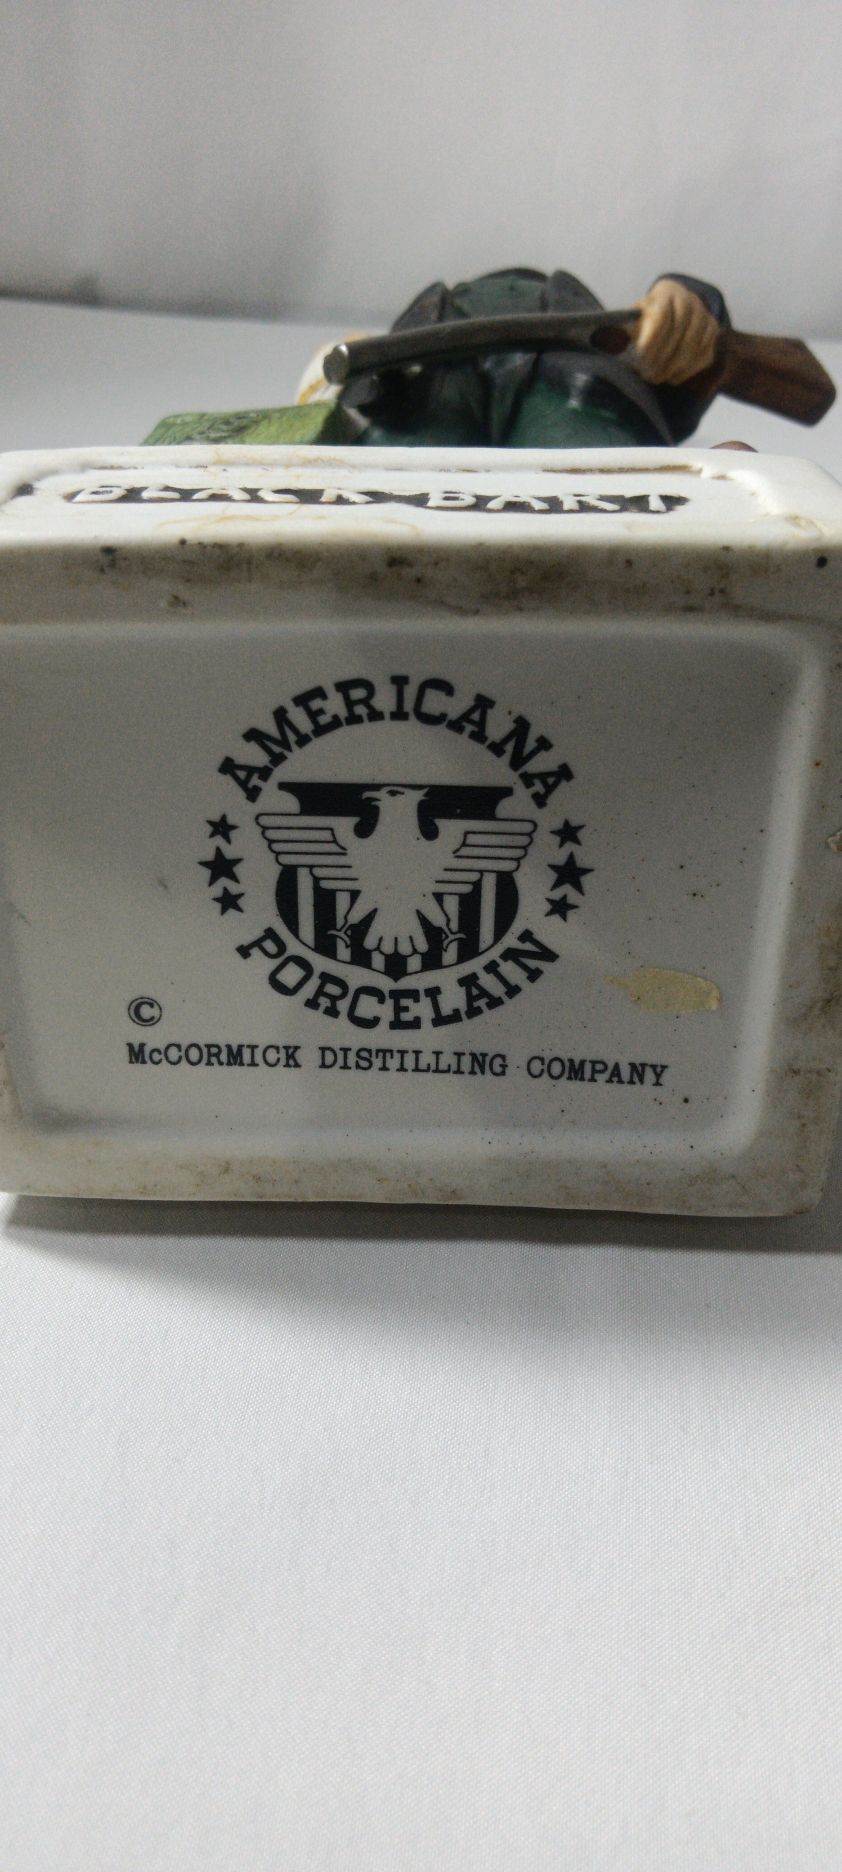 BLACK BART
AMERICANA
PORCELAIN
©
McCORMICK DISTILLING COMPANY